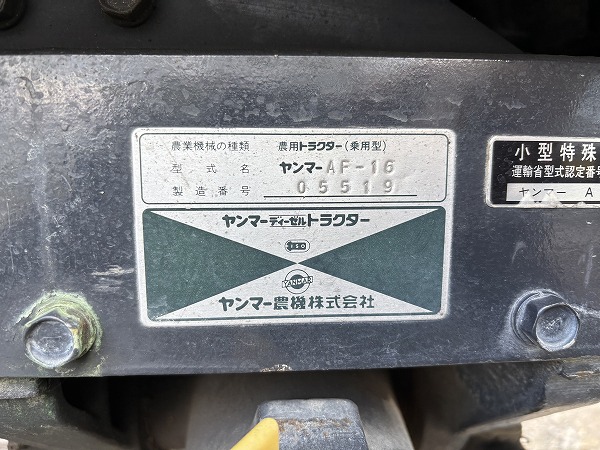 農業機械の種類 農用トラクター(乗用型)
型式名 ヤンマーAF-16
製造番号 05519
ヤンマーディーゼルトラクター
ISO
YANMAR
ヤンマー農機株式会社
小型特殊
運輸省型式認定番号
ヤンマー A